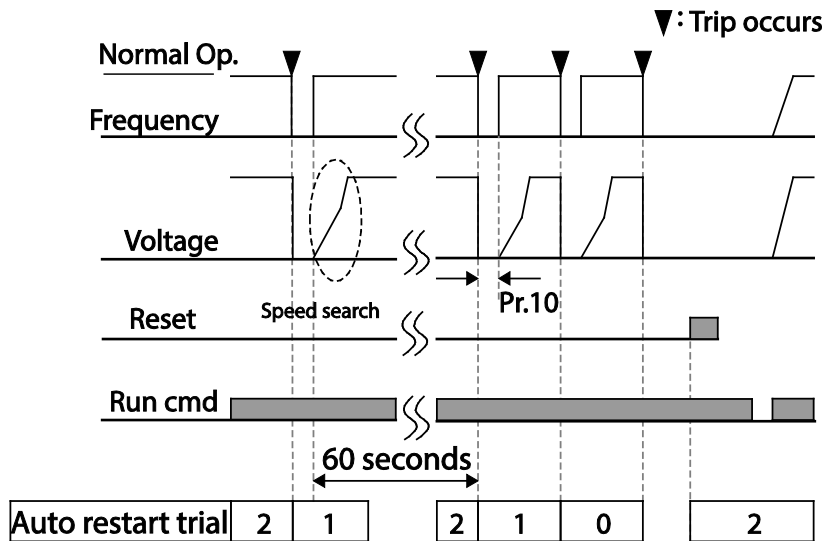 ▼: Trip occurs
Normal Op.
Frequency
Voltage
Pr.10
Speed search
Reset
Run cmd
60 seconds
Auto restart trial 2 1 2 1 0 2